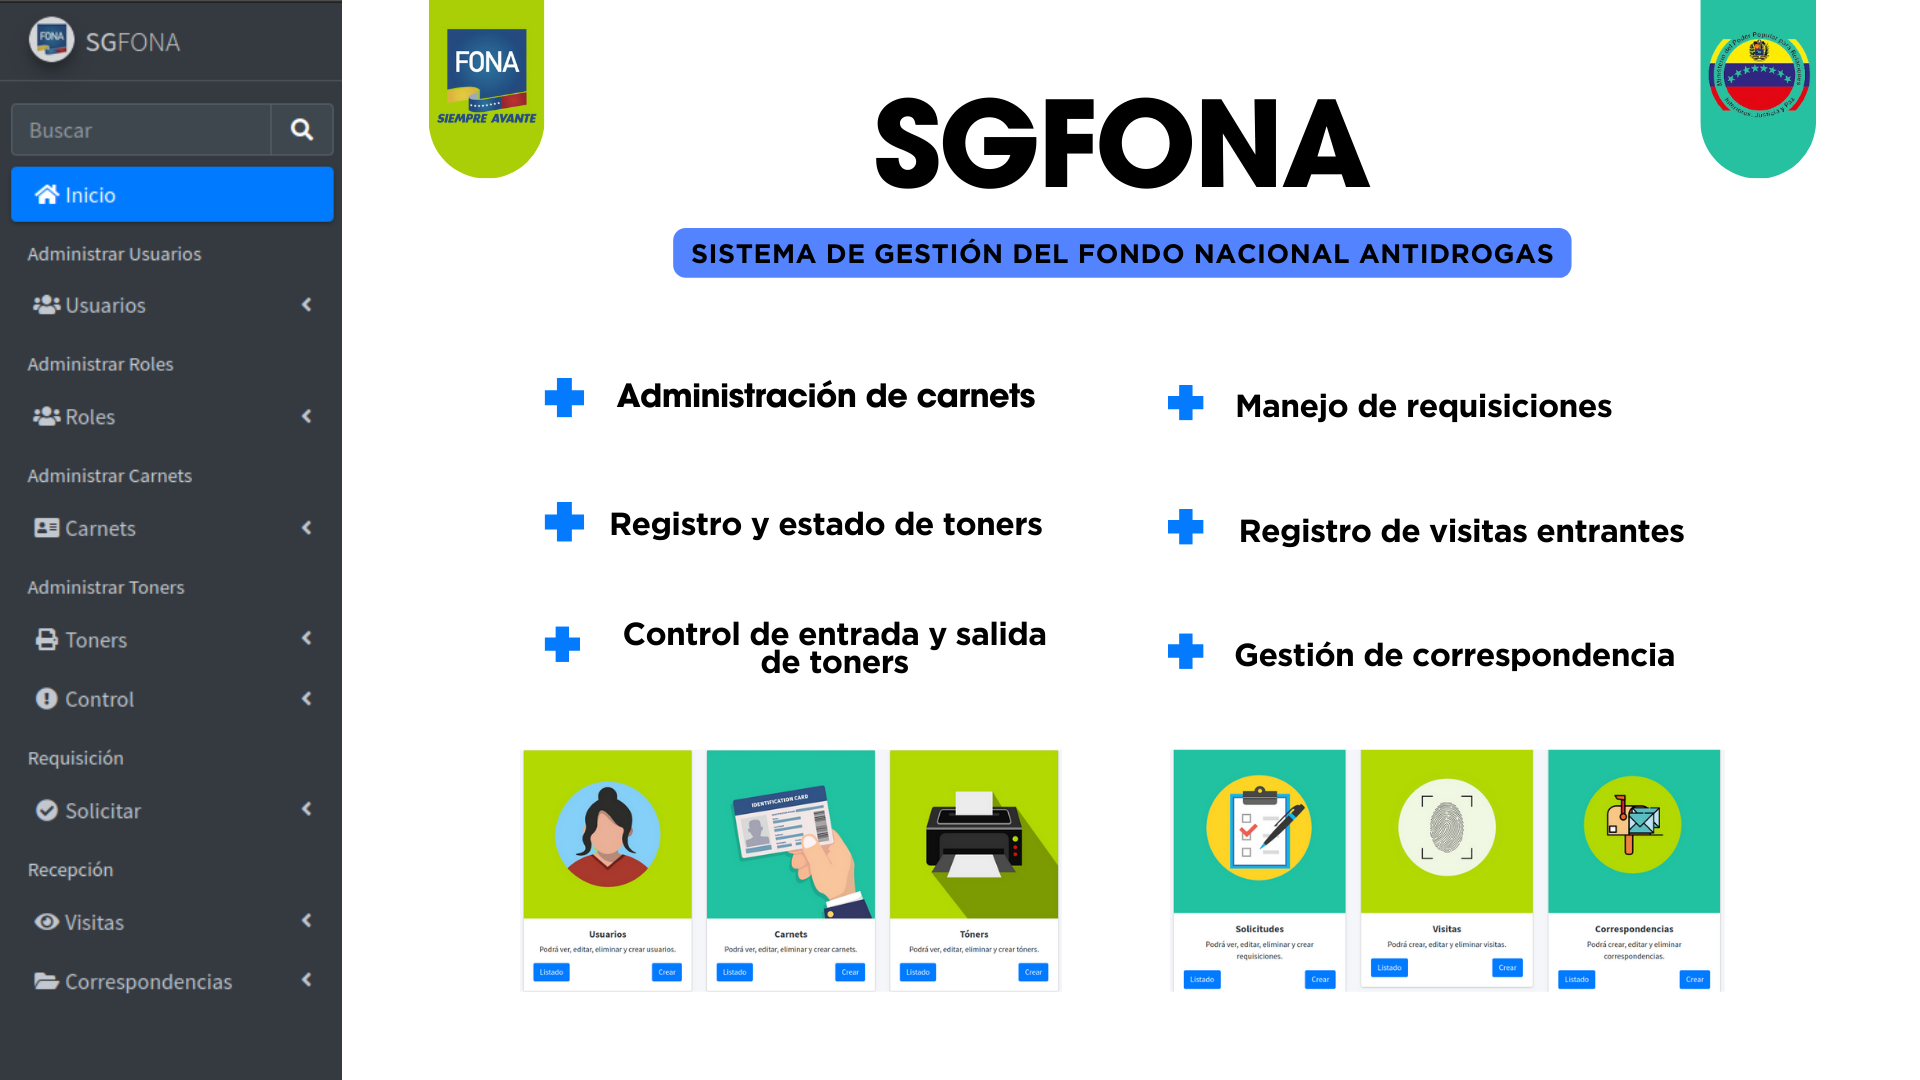 SGFONA
Buscar
Inicio
Administrar Usuarios
Usuarios
Administrar Roles
Roles
Administrar Carnets
Carnets
Administrar Toners
Toners
Control
Requisición
Solicitar
Recepción
Visitas
Correspondencias
FONA
SIEMPRE AVANTE
SGFONA
SISTEMA DE GESTIÓN DEL FONDO NACIONAL ANTIDROGAS
Administración de carnets
Registro y estado de toners
Control de entrada y salida
de toners
Manejo de requisiciones
Registro de visitas entrantes
Gestión de correspondencia
IDENTIFICATION CARD
Usuarios
Podrá ver, editar, eliminar y crear usuarios.
Listado
Crear
Carnets
Podrá ver, editar, eliminar y crear carnets.
Listado
Crear
Tóners
Podrá ver, editar, eliminar y crear tóners.
Listado
Crear
Solicitudes
Podrá ver, editar, eliminar y crear
requisiciones.
Listado
Crear
Visitas
Podrá crear, editar y eliminar visitas.
Listado
Crear
Correspondencias
Podrá crear, editar y eliminar
correspondencias.
Listado
Crear